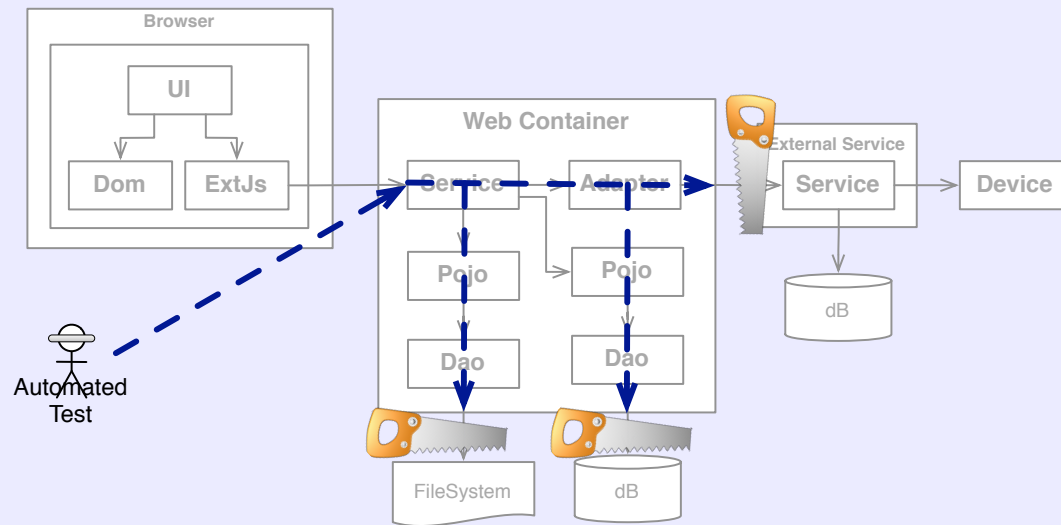 Browser
UI
Dom
ExtJs
Web Container
Service
Adapter
Pojo
Pojo
Dao
Dao
External Service
Service
Device
dB
Automated
Test
FileSystem
dB